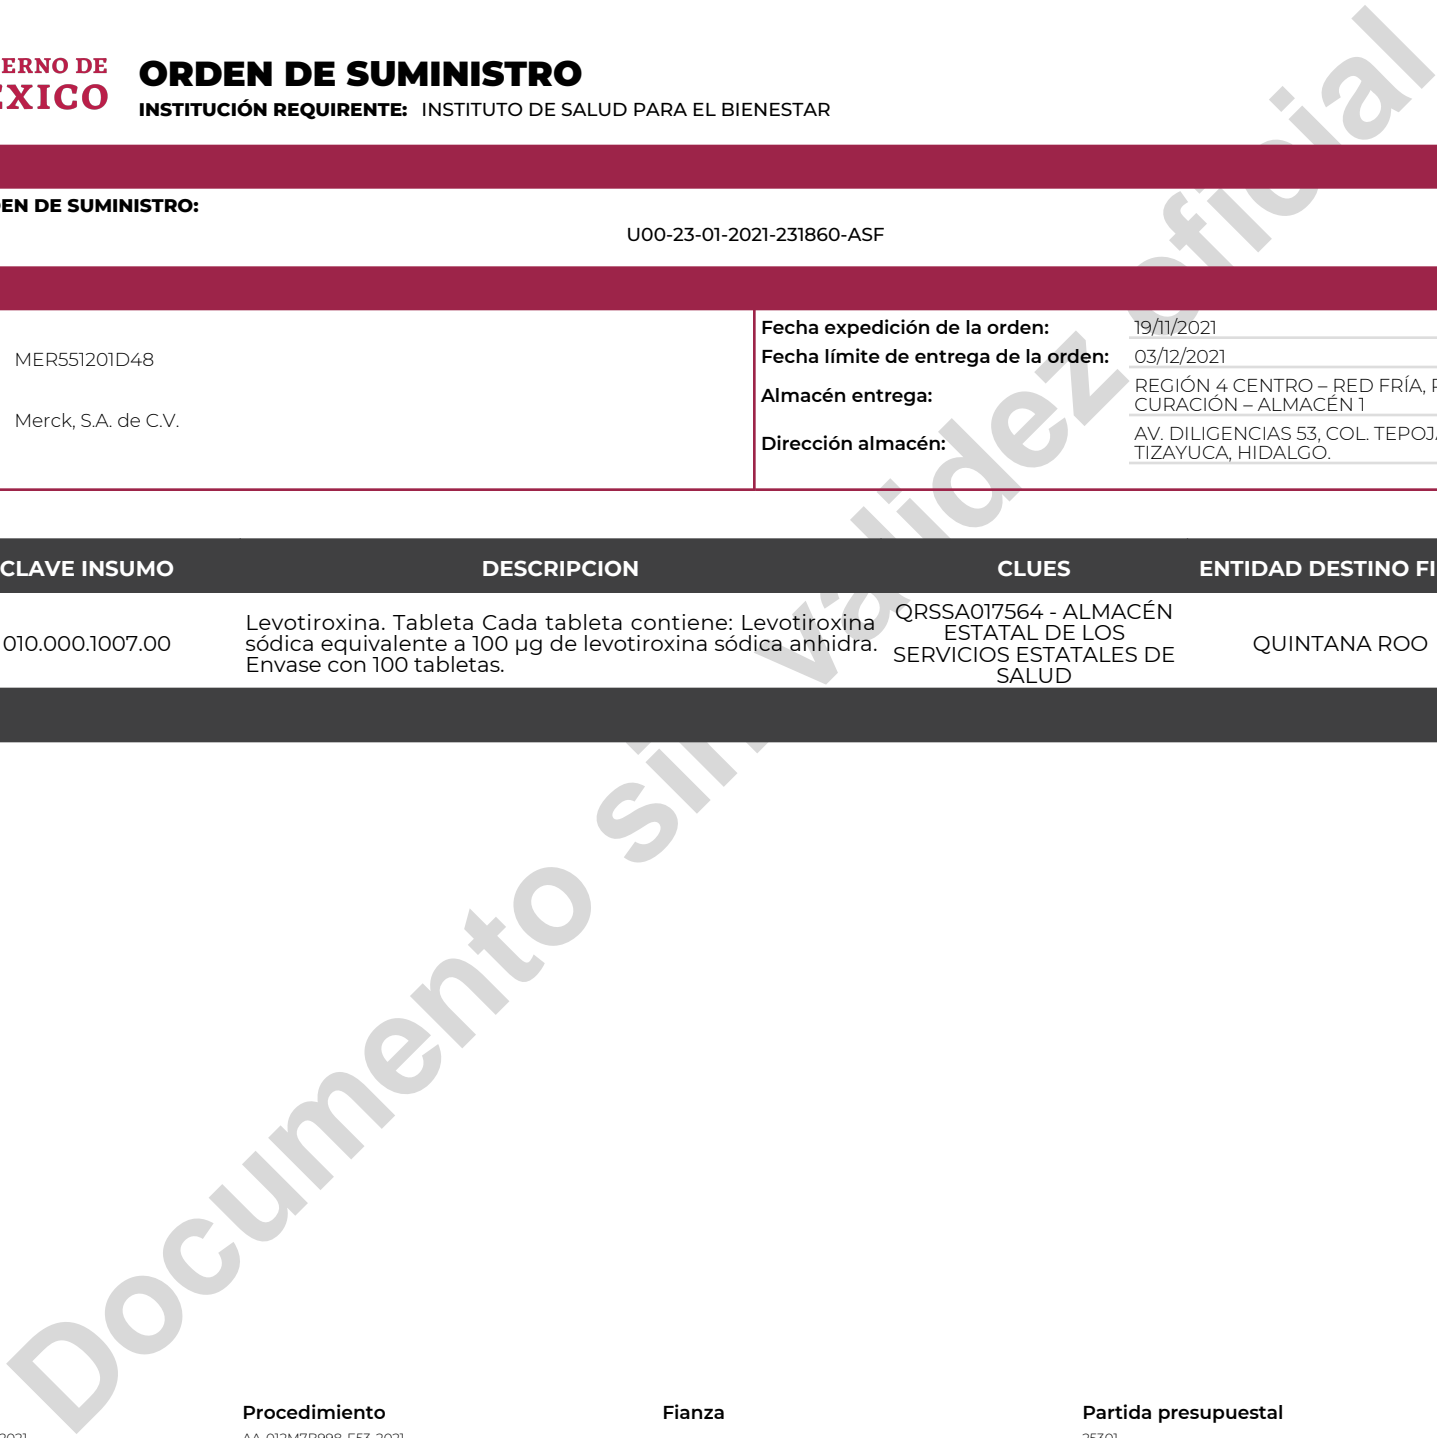 ERNO DE
ORDEN DE SUMINISTRO
INSTITUCIÓN REQUIRENTE: INSTITUTO DE SALUD PARA EL BIENESTAR
EN DE SUMINISTRO:
U00-23-01-2021-231860-ASF
MER551201D48
Merck, S.A. de C.V.
Fecha expedición de la orden: 19/11/2021
Fecha límite de entrega de la orden: 03/12/2021
Almacén entrega:
REGIÓN 4 CENTRO – RED FRÍA,
CURACIÓN – ALMACÉN 1
Dirección almacén:
AV. DILIGENCIAS 53, COL. TEPOJ
TIZAYUCA, HIDALGO.
CLAVE INSUMO DESCRIPCION CLUES ENTIDAD DESTINO FI
010.000.1007.00
Levotiroxina. Tableta Cada tableta contiene: Levotiroxina
sódica equivalente a 100 µg de levotiroxina sódica anhidra.
Envase con 100 tabletas.
QRSSA017564 - ALMACÉN
ESTATAL DE LOS
SERVICIOS ESTATALES DE
SALUD
QUINTANA ROO
Documento sin validez oficial
Procedimiento Fianza Partida presupuestal